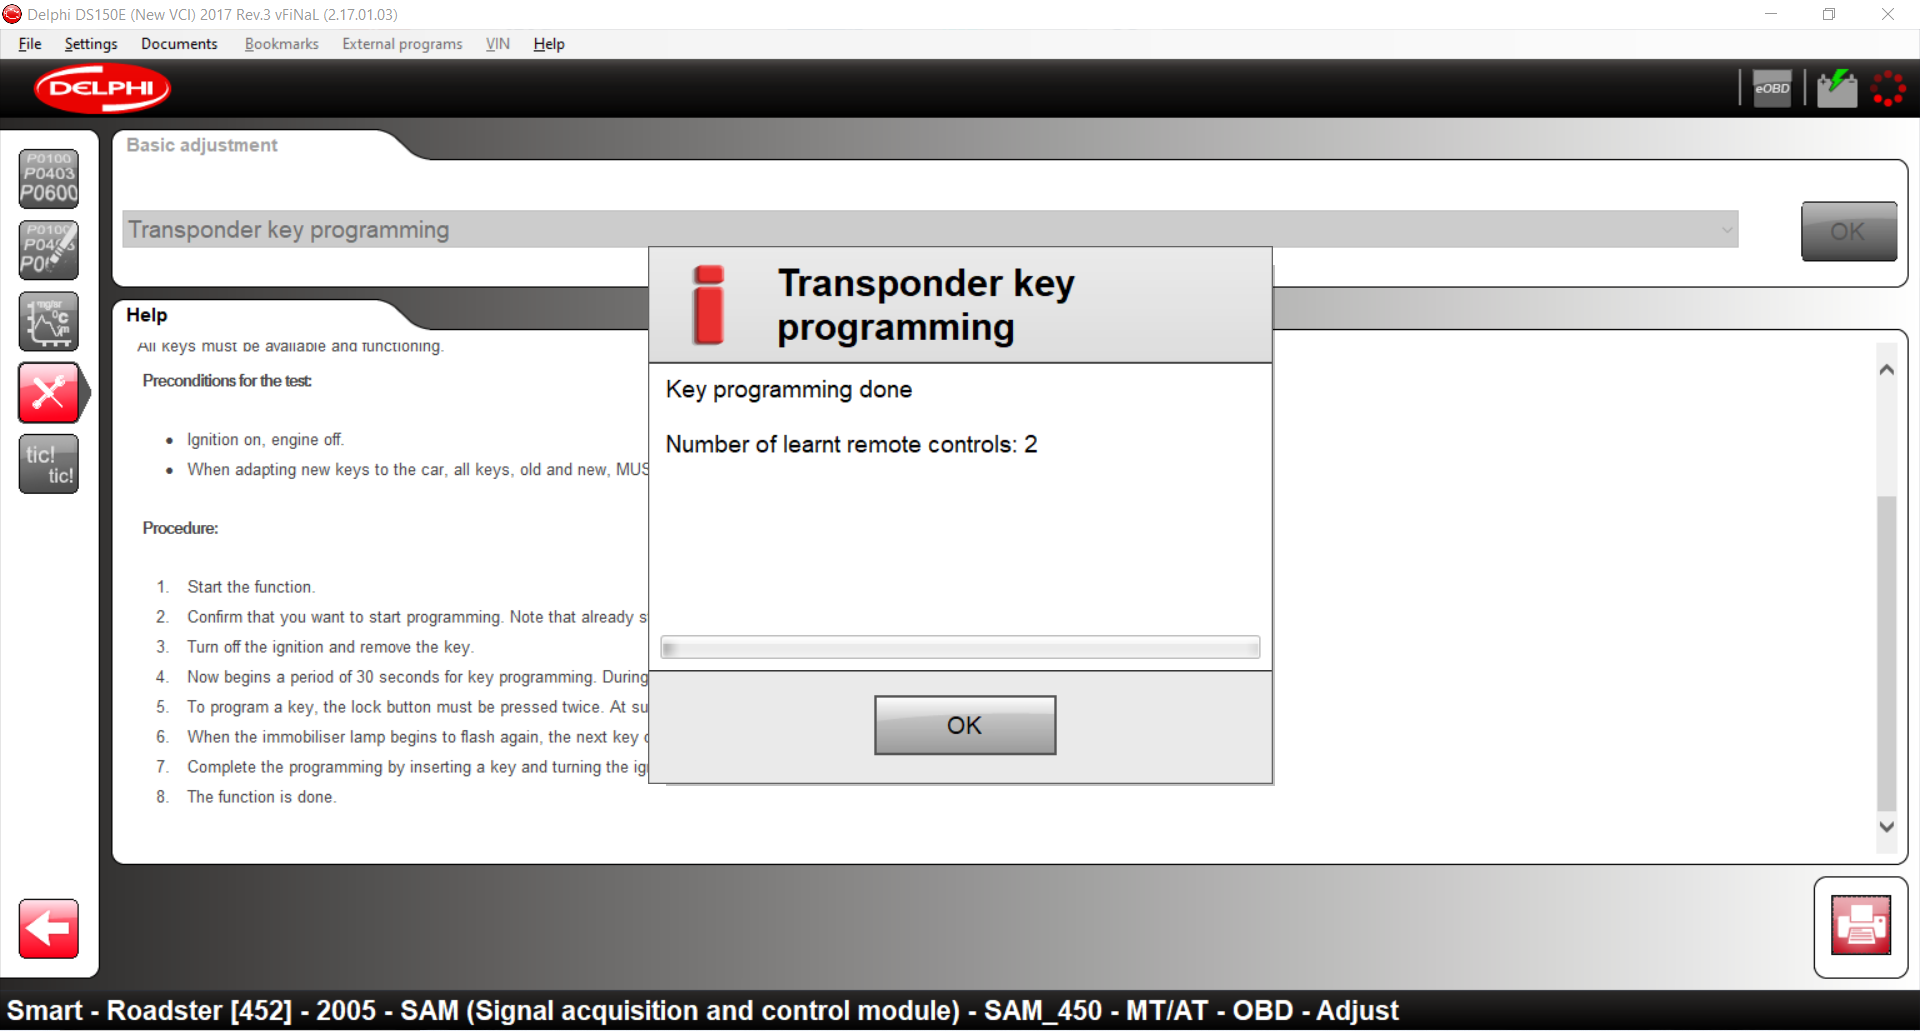 Delphi DS150E (New VCI) 2017 Rev.3 vFiNaL (2.17.01.03)
File Settings Documents Bookmarks External programs VIN Help
DELPHI
eOBD
Basic adjustment
P0100
P0403
P0600
Transponder key programming
OK
P0100
Transponder key
programming
Help
mg/sr
°C
All keys must be available and functioning.
Key programming done
Preconditions for the test:
Number of learnt remote controls: 2
Ignition on, engine off.
When adapting new keys to the car, all keys, old and new, MUS
tic!
tic!
Procedure:
1. Start the function.
2. Confirm that you want to start programming. Note that already s
3. Turn off the ignition and remove the key.
4. Now begins a period of 30 seconds for key programming. During
5. To program a key, the lock button must be pressed twice. At su
6. When the immobiliser lamp begins to flash again, the next key
7. Complete the programming by inserting a key and turning the ig
8. The function is done.
OK
Smart - Roadster [452] - 2005 - SAM (Signal acquisition and control module) - SAM_450 - MT/AT - OBD - Adjust